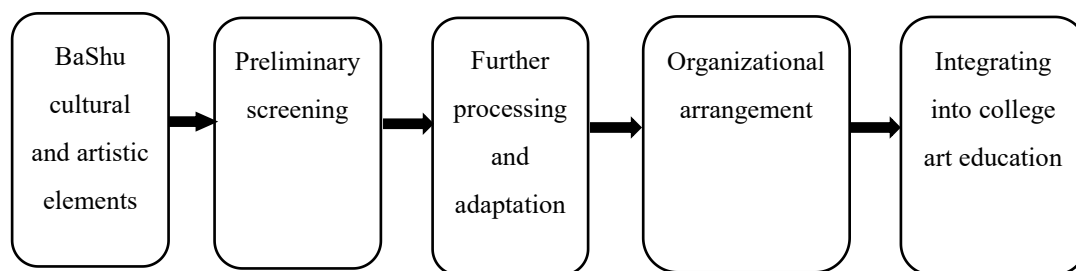 BaShu
cultural
and artistic
elements
Preliminary
screening
Further
processing
and
adaptation
Organizational
arrangement
Integrating
into college
art education